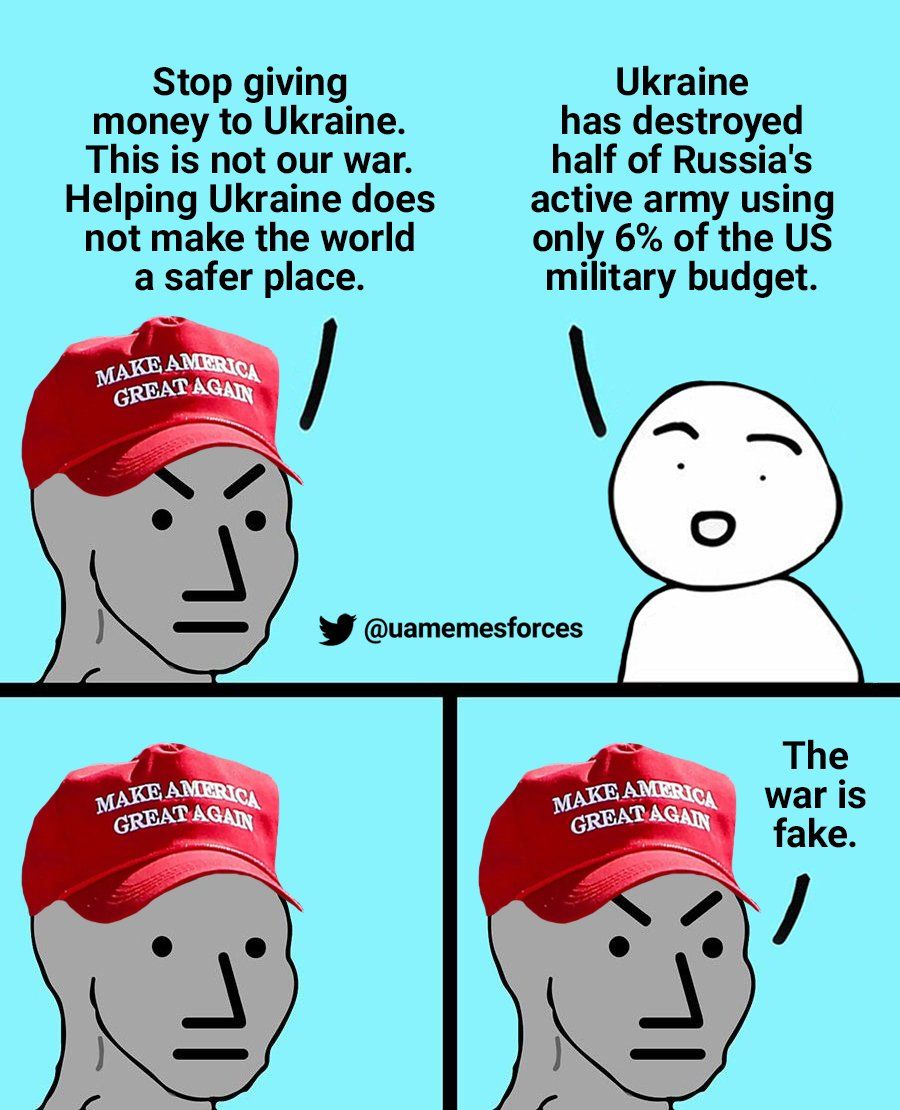 Stop giving
money to Ukraine.
This is not our war.
Helping Ukraine does
not make the world
a safer place.
Ukraine
has destroyed
half of Russia's
active army using
only 6% of the US
military budget.
MAKE AMERICA
GREAT AGAIN
@uamemesforces
MAKE AMERICA
GREAT AGAIN
MAKE AMERICA
GREAT AGAIN
The
war is
fake.